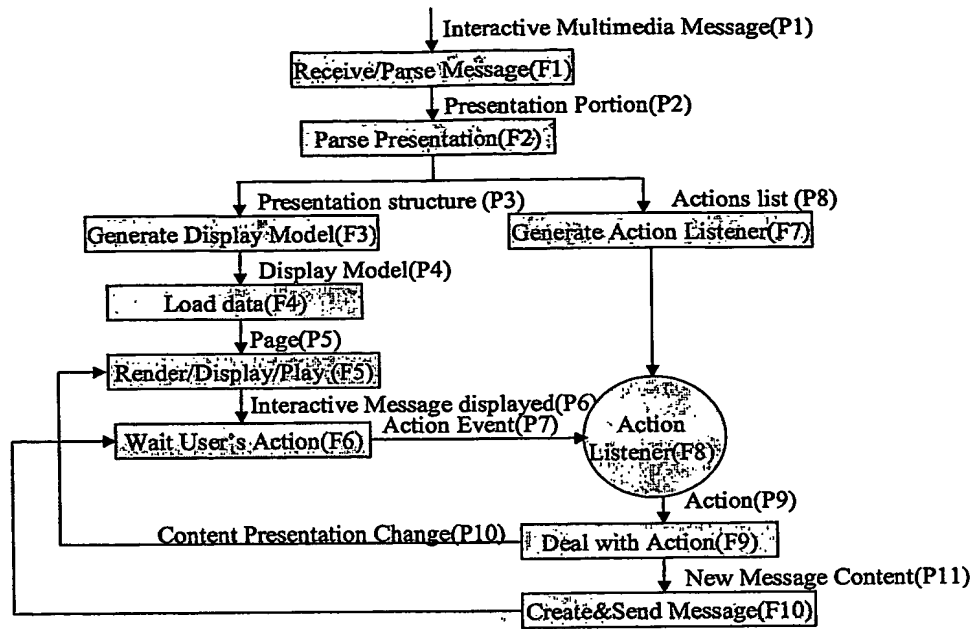 Interactive Multimedia Message(P1)
Receive/Parse Message(F1)
Presentation Portion(P2)
Parse Presentation(F2)
Presentation structure (P3)
Actions list (P8)
Generate Display Model(F3)
Generate Action Listener(F7)
Display Model(P4)
Load data(F4)
Page(P5)
Render/Display/Play (F5)
Interactive Message displayed(P6)
Action Event(P7)
Wait User's Action(F6)
Action
Listener(F8)
Action(P9)
Content Presentation Change(P10)
Deal with Action(F9)
New Message Content(P11)
Create&Send Message(F10)